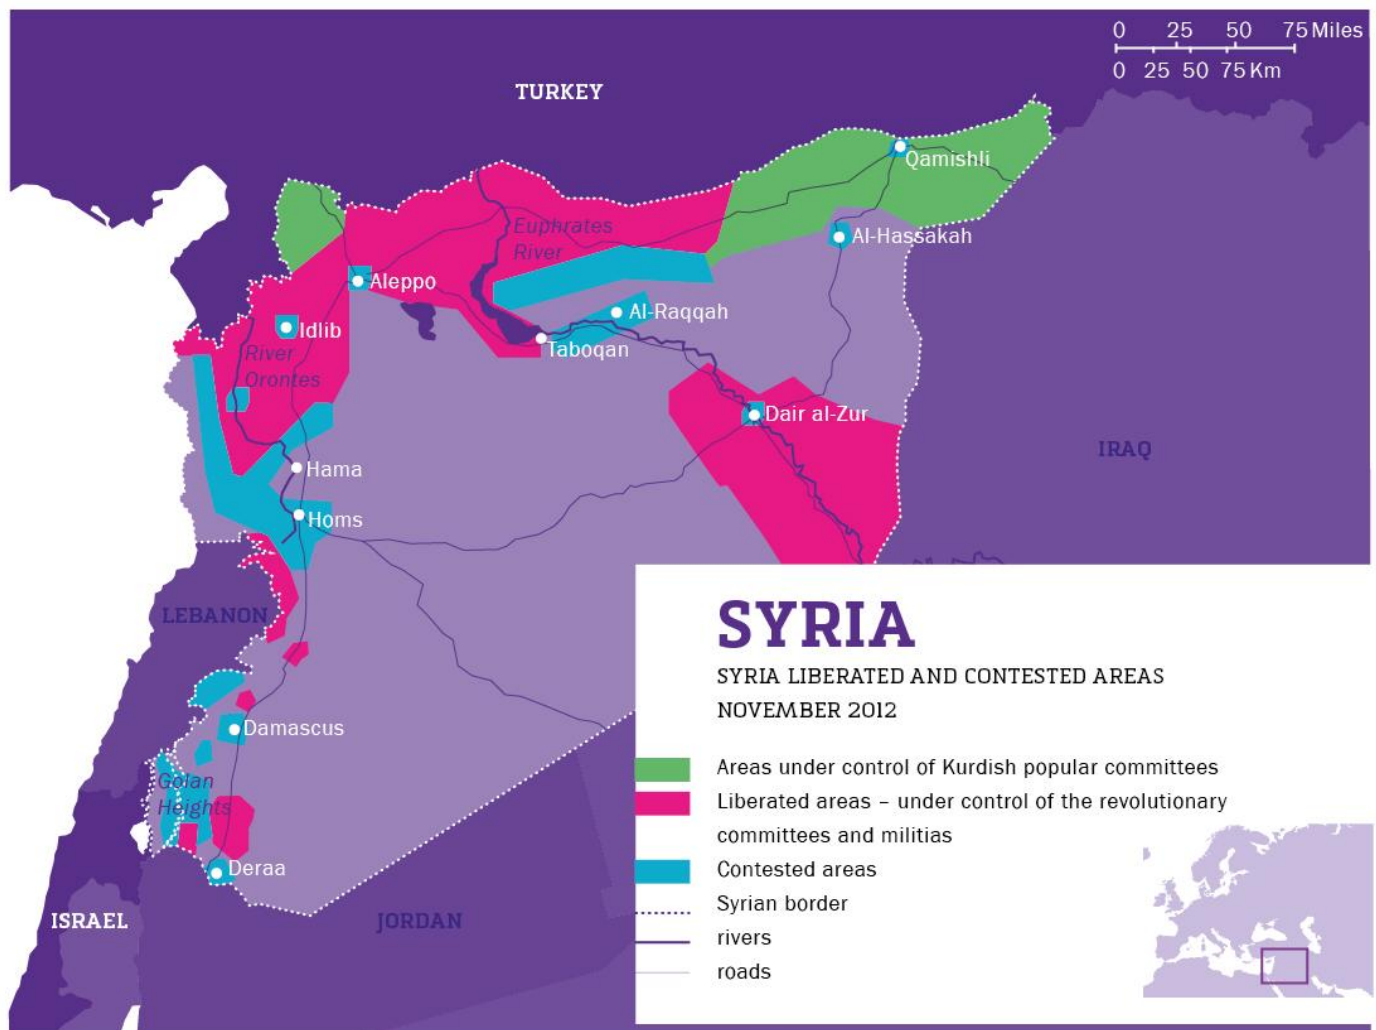 0 25 50 75 Miles
0 25 50 75 Km
TURKEY
Qamishli
Euphrates
River
Al-Hassakah
Aleppo
Al-Raqqah
Idlib
Taboqan
River
Orontes
Dair al-Zur
IRAQ
Hama
Homs
LEBANON
Damascus
Golan
Heights
Deraa
ISRAEL
JORDAN
SYRIA
SYRIA LIBERATED AND CONTESTED AREAS
NOVEMBER 2012
Areas under control of Kurdish popular committees
Liberated areas – under control of the revolutionary
committees and militias
Contested areas
Syrian border
rivers
roads